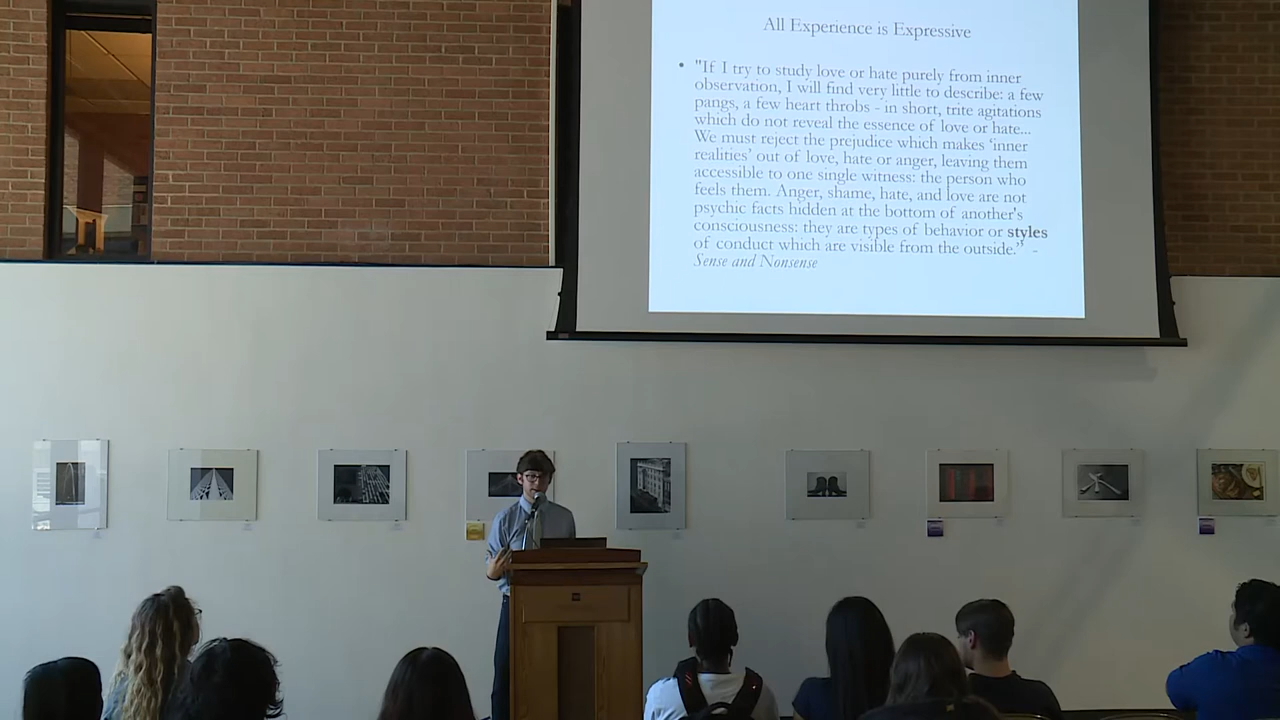 All Experience is Expressive
• "If I try to study love or hate purely from inner
observation, I will find very little to describe: a few
pangs, a few heart throbs - in short, trite agitations
which do not reveal the essence of love or hate...
We must reject the prejudice which makes 'inner
realities' out of love, hate or anger, leaving them
accessible to one single witness: the person who
feels them. Anger, shame, hate, and love are not
psychic facts hidden at the bottom of another's
consciousness: they are types of behavior or styles
of conduct which are visible from the outside." -
Sense and Nonsense